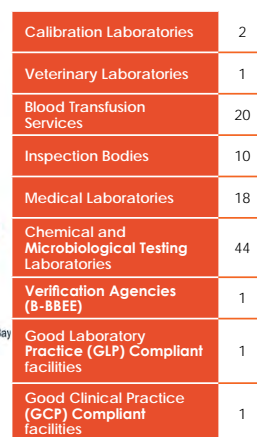 Calibration Laboratories 2
Veterinary Laboratories 1
Blood Transfusion
Services 20
Inspection Bodies 10
Medical Laboratories 18
Chemical and
Microbiological Testing 44
Laboratories
Verification Agencies
(B-BBEE) 1
Good Laboratory
Practice (GLP) Compliant 1
facilities
Good Clinical Practice
(GCP) Compliant 1
facilities